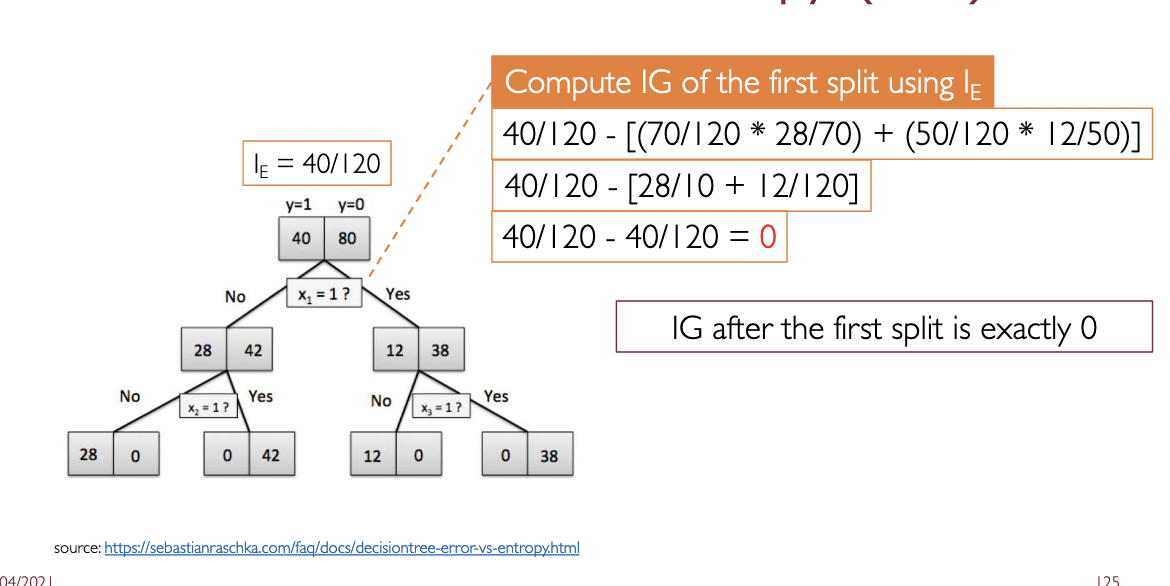 Compute IG of the first split using I_E
40/120 - [(70/120 * 28/70) + (50/120 * 12/50)]
I_E = 40/120
40/120 - [28/10 + 12/120]
y=1 y=0
40 80
40/120 - 40/120 = 0
No x₁ = 1 ? Yes
IG after the first split is exactly 0
28 42 12 38
No x₂ = 1 ? Yes No x₃ = 1 ? Yes
28 0 0 42 12 0 0 38
source: https://sebastianraschka.com/faq/docs/decisiontree-error-vs-entropy.html
04/2021 125